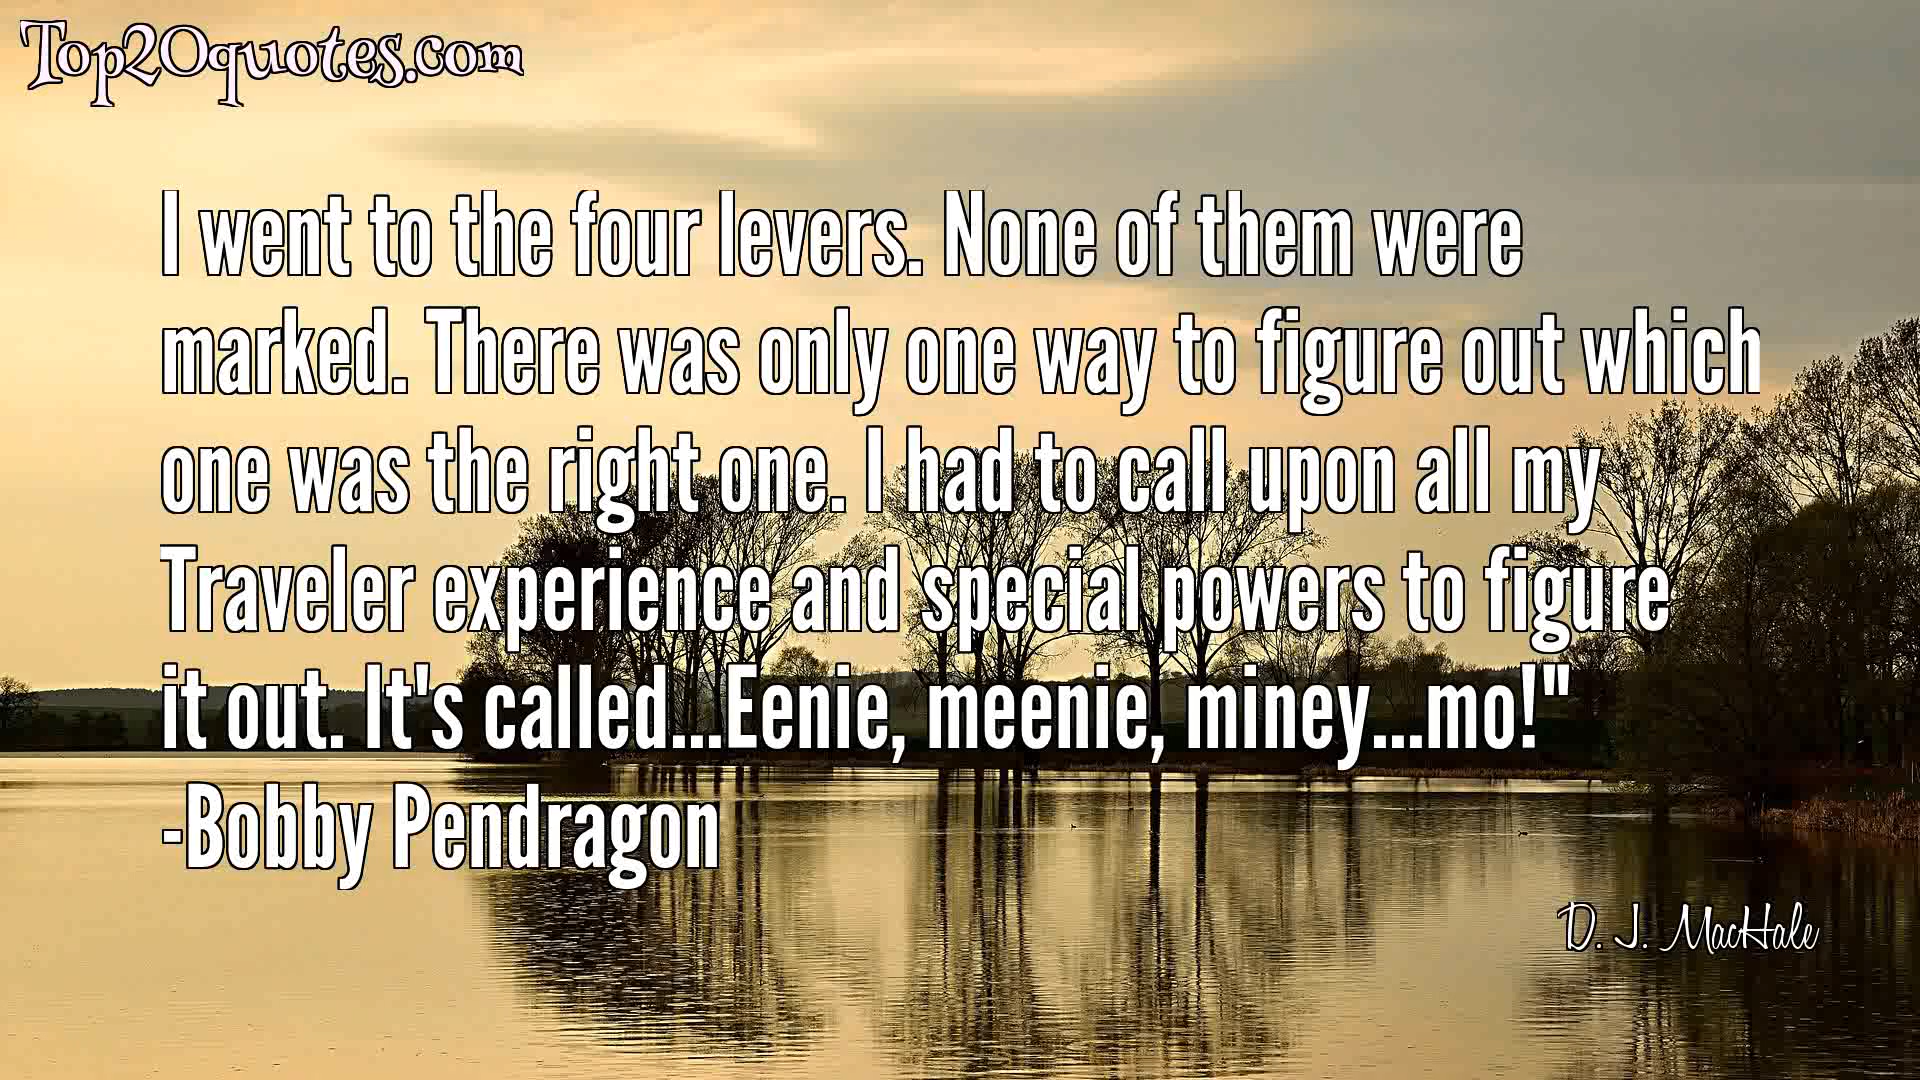 Top20quotes.com
I went to the four levers. None of them were
marked. There was only one way to figure out which
one was the right one. I had to call upon all my
Traveler experience and special powers to figure
it out. It's called...Eenie, meenie, miney...mo!"
-Bobby Pendragon
D. J. MacHale